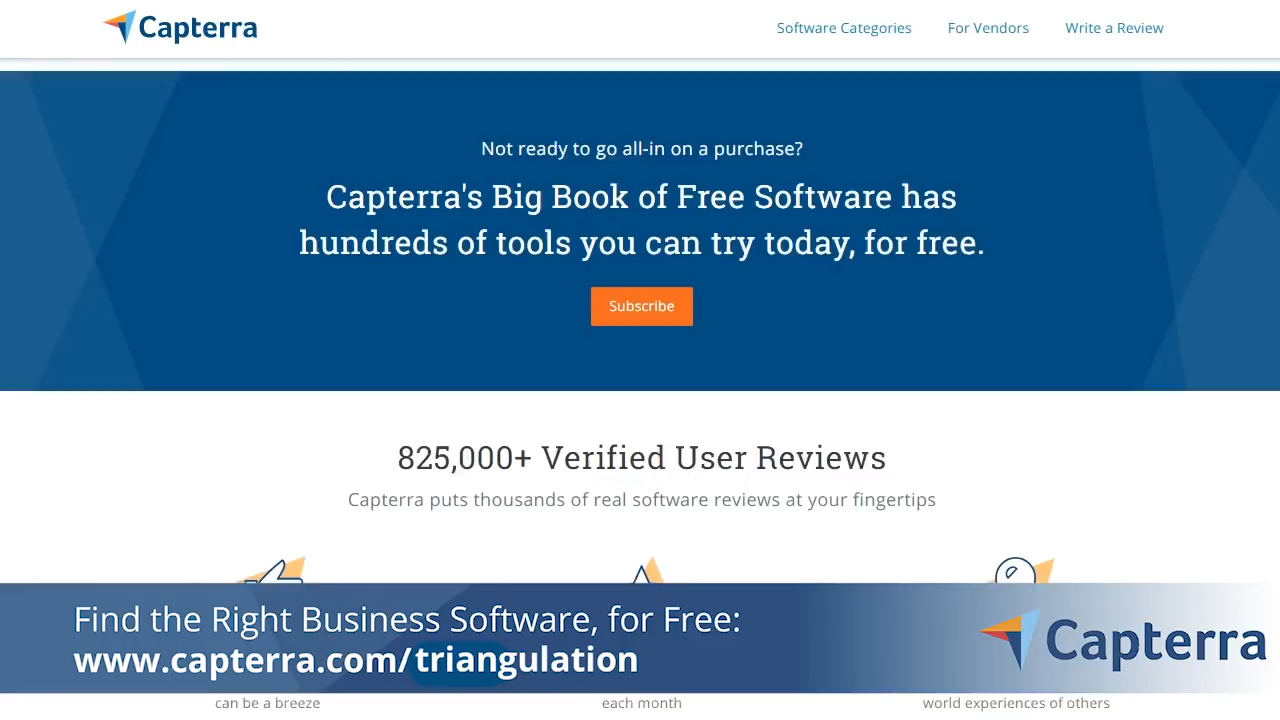 Capterra
Software Categories
For Vendors
Write a Review
Not ready to go all-in on a purchase?
Capterra's Big Book of Free Software has
hundreds of tools you can try today, for free.
Subscribe
825,000+ Verified User Reviews
Capterra puts thousands of real software reviews at your fingertips
Find the Right Business Software, for Free:
www.capterra.com/triangulation
Capterra
can be a breeze
each month
world experiences of others